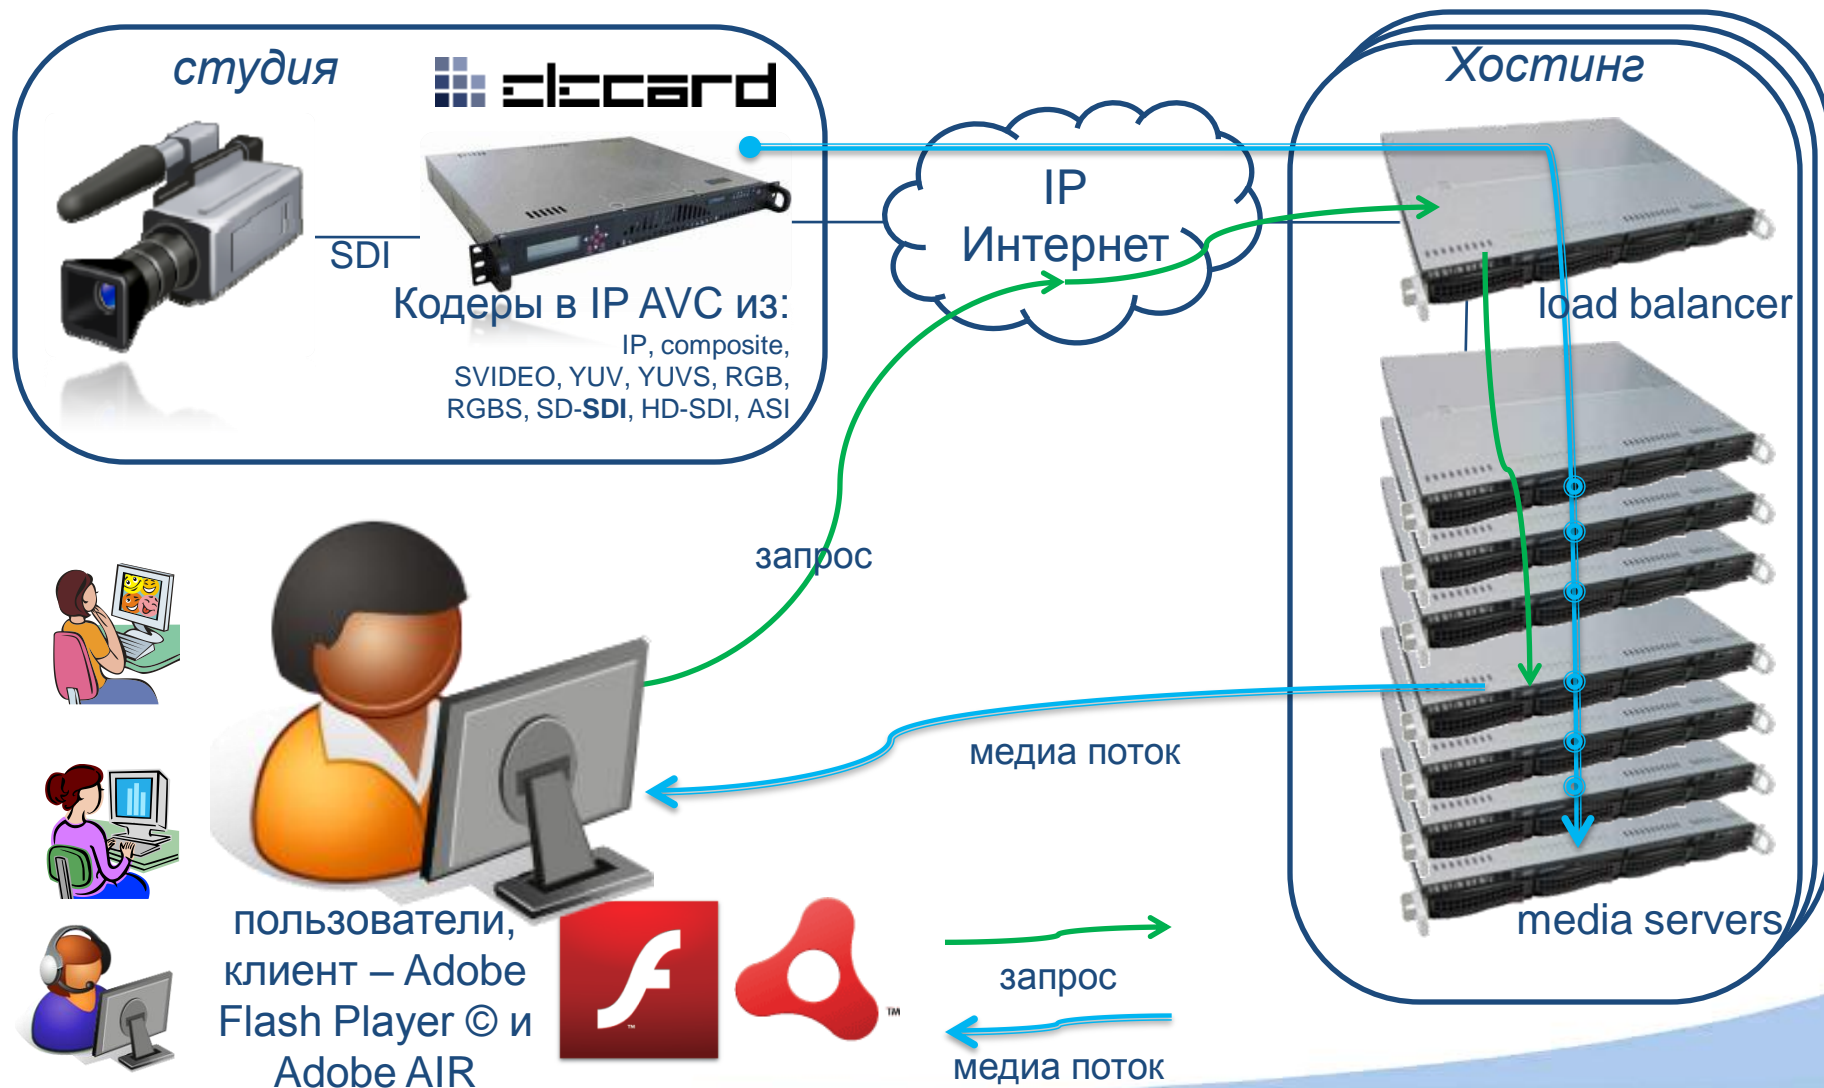 студия
elecard
SDI
Кодеры в IP AVC из:
IP, composite,
SVIDEO, YUV, YUVS, RGB,
RGBS, SD-SDI, HD-SDI, ASI
IP
Интернет
Хостинг
load balancer
media servers
запрос
медиа поток
пользователи,
клиент – Adobe
Flash Player © и
Adobe AIR
TM
TM
запрос
медиа поток